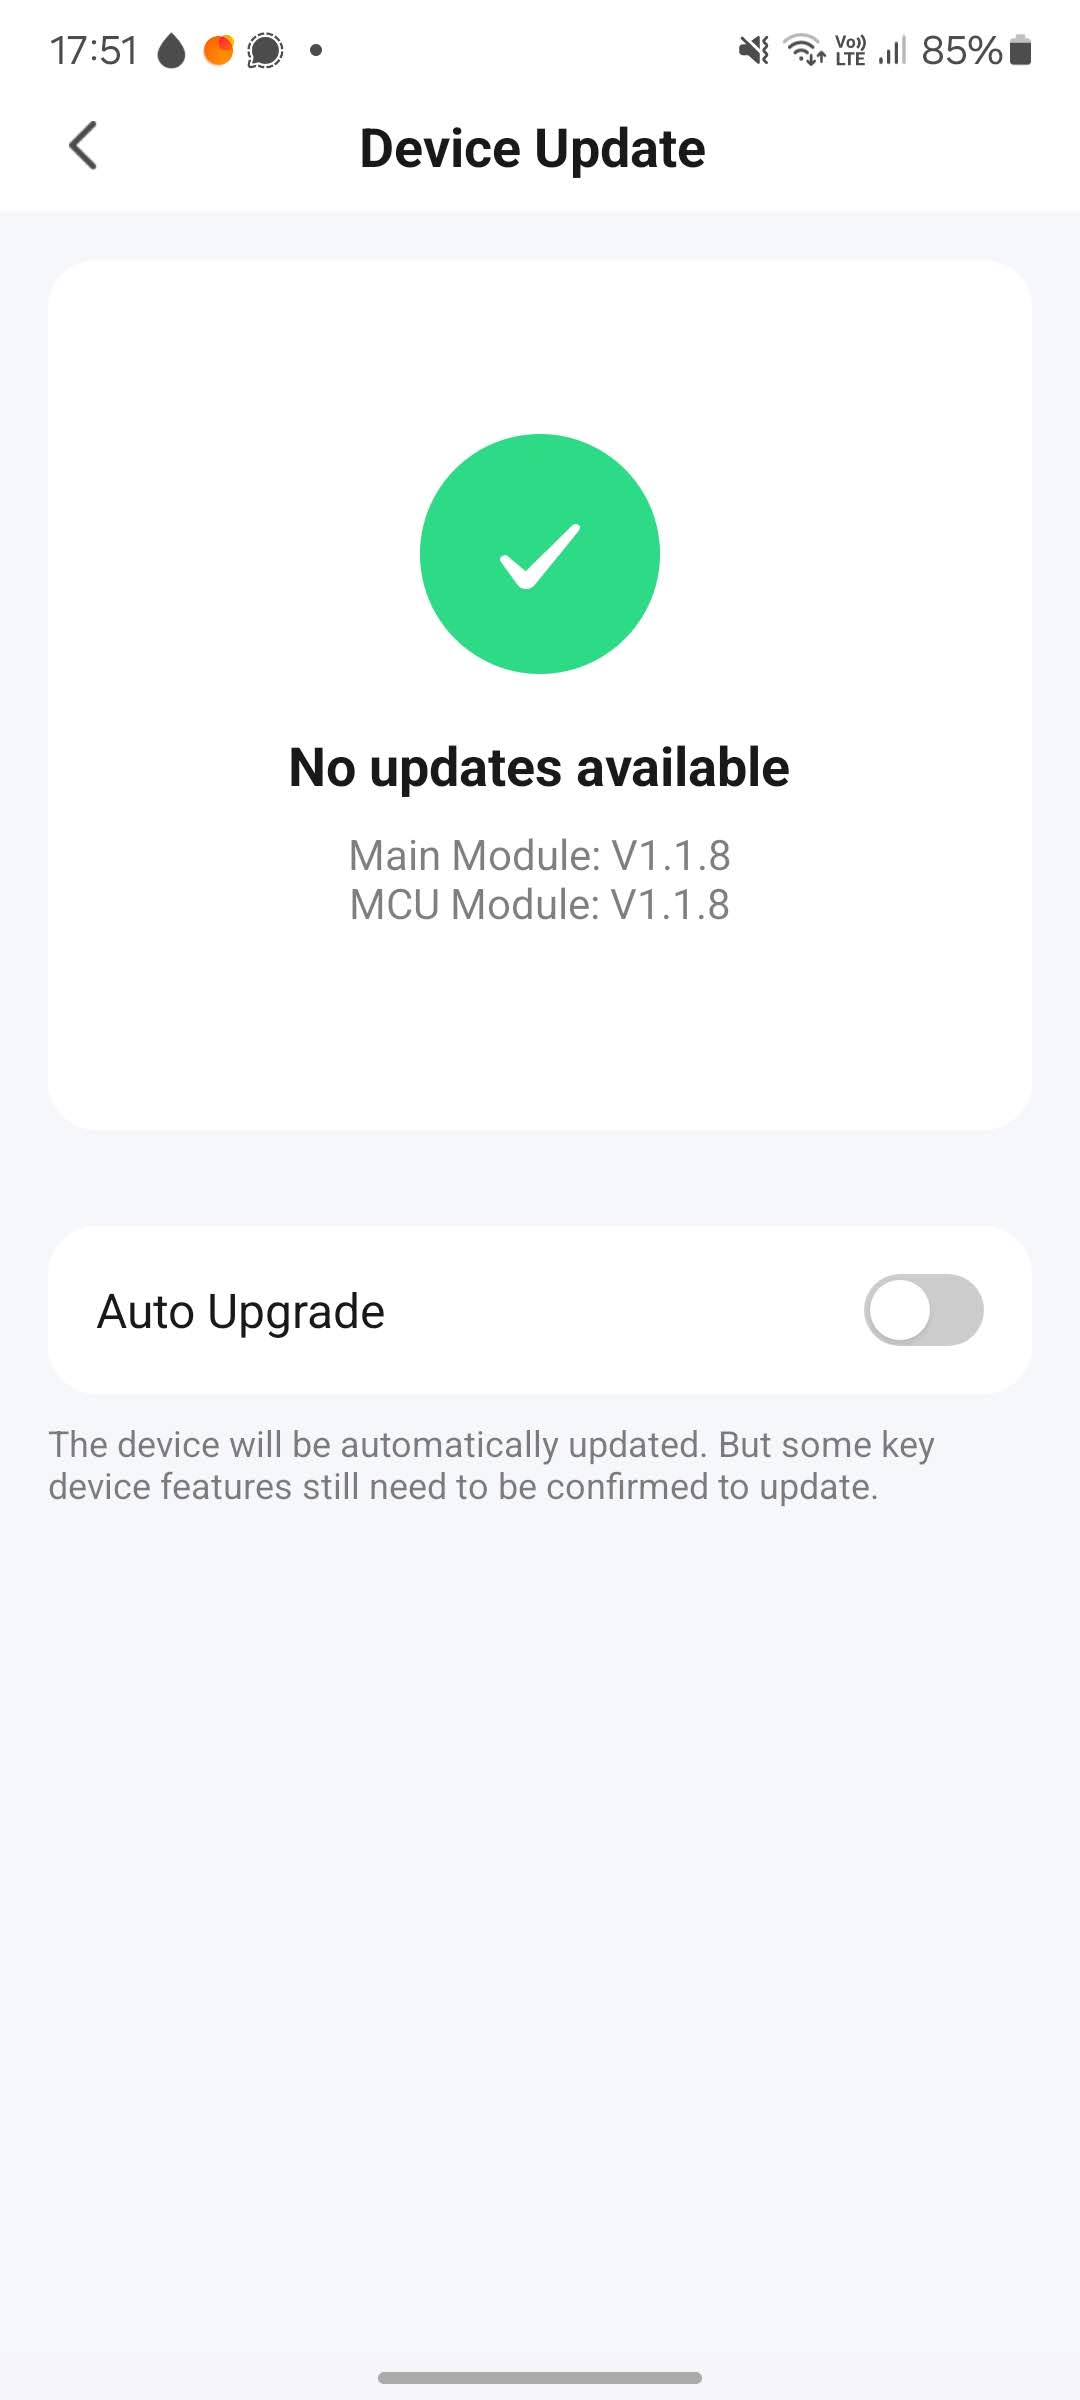 17:51
Vo)) LTE 85%
Device Update
No updates available
Main Module: V1.1.8
MCU Module: V1.1.8
Auto Upgrade
The device will be automatically updated. But some key
device features still need to be confirmed to update.